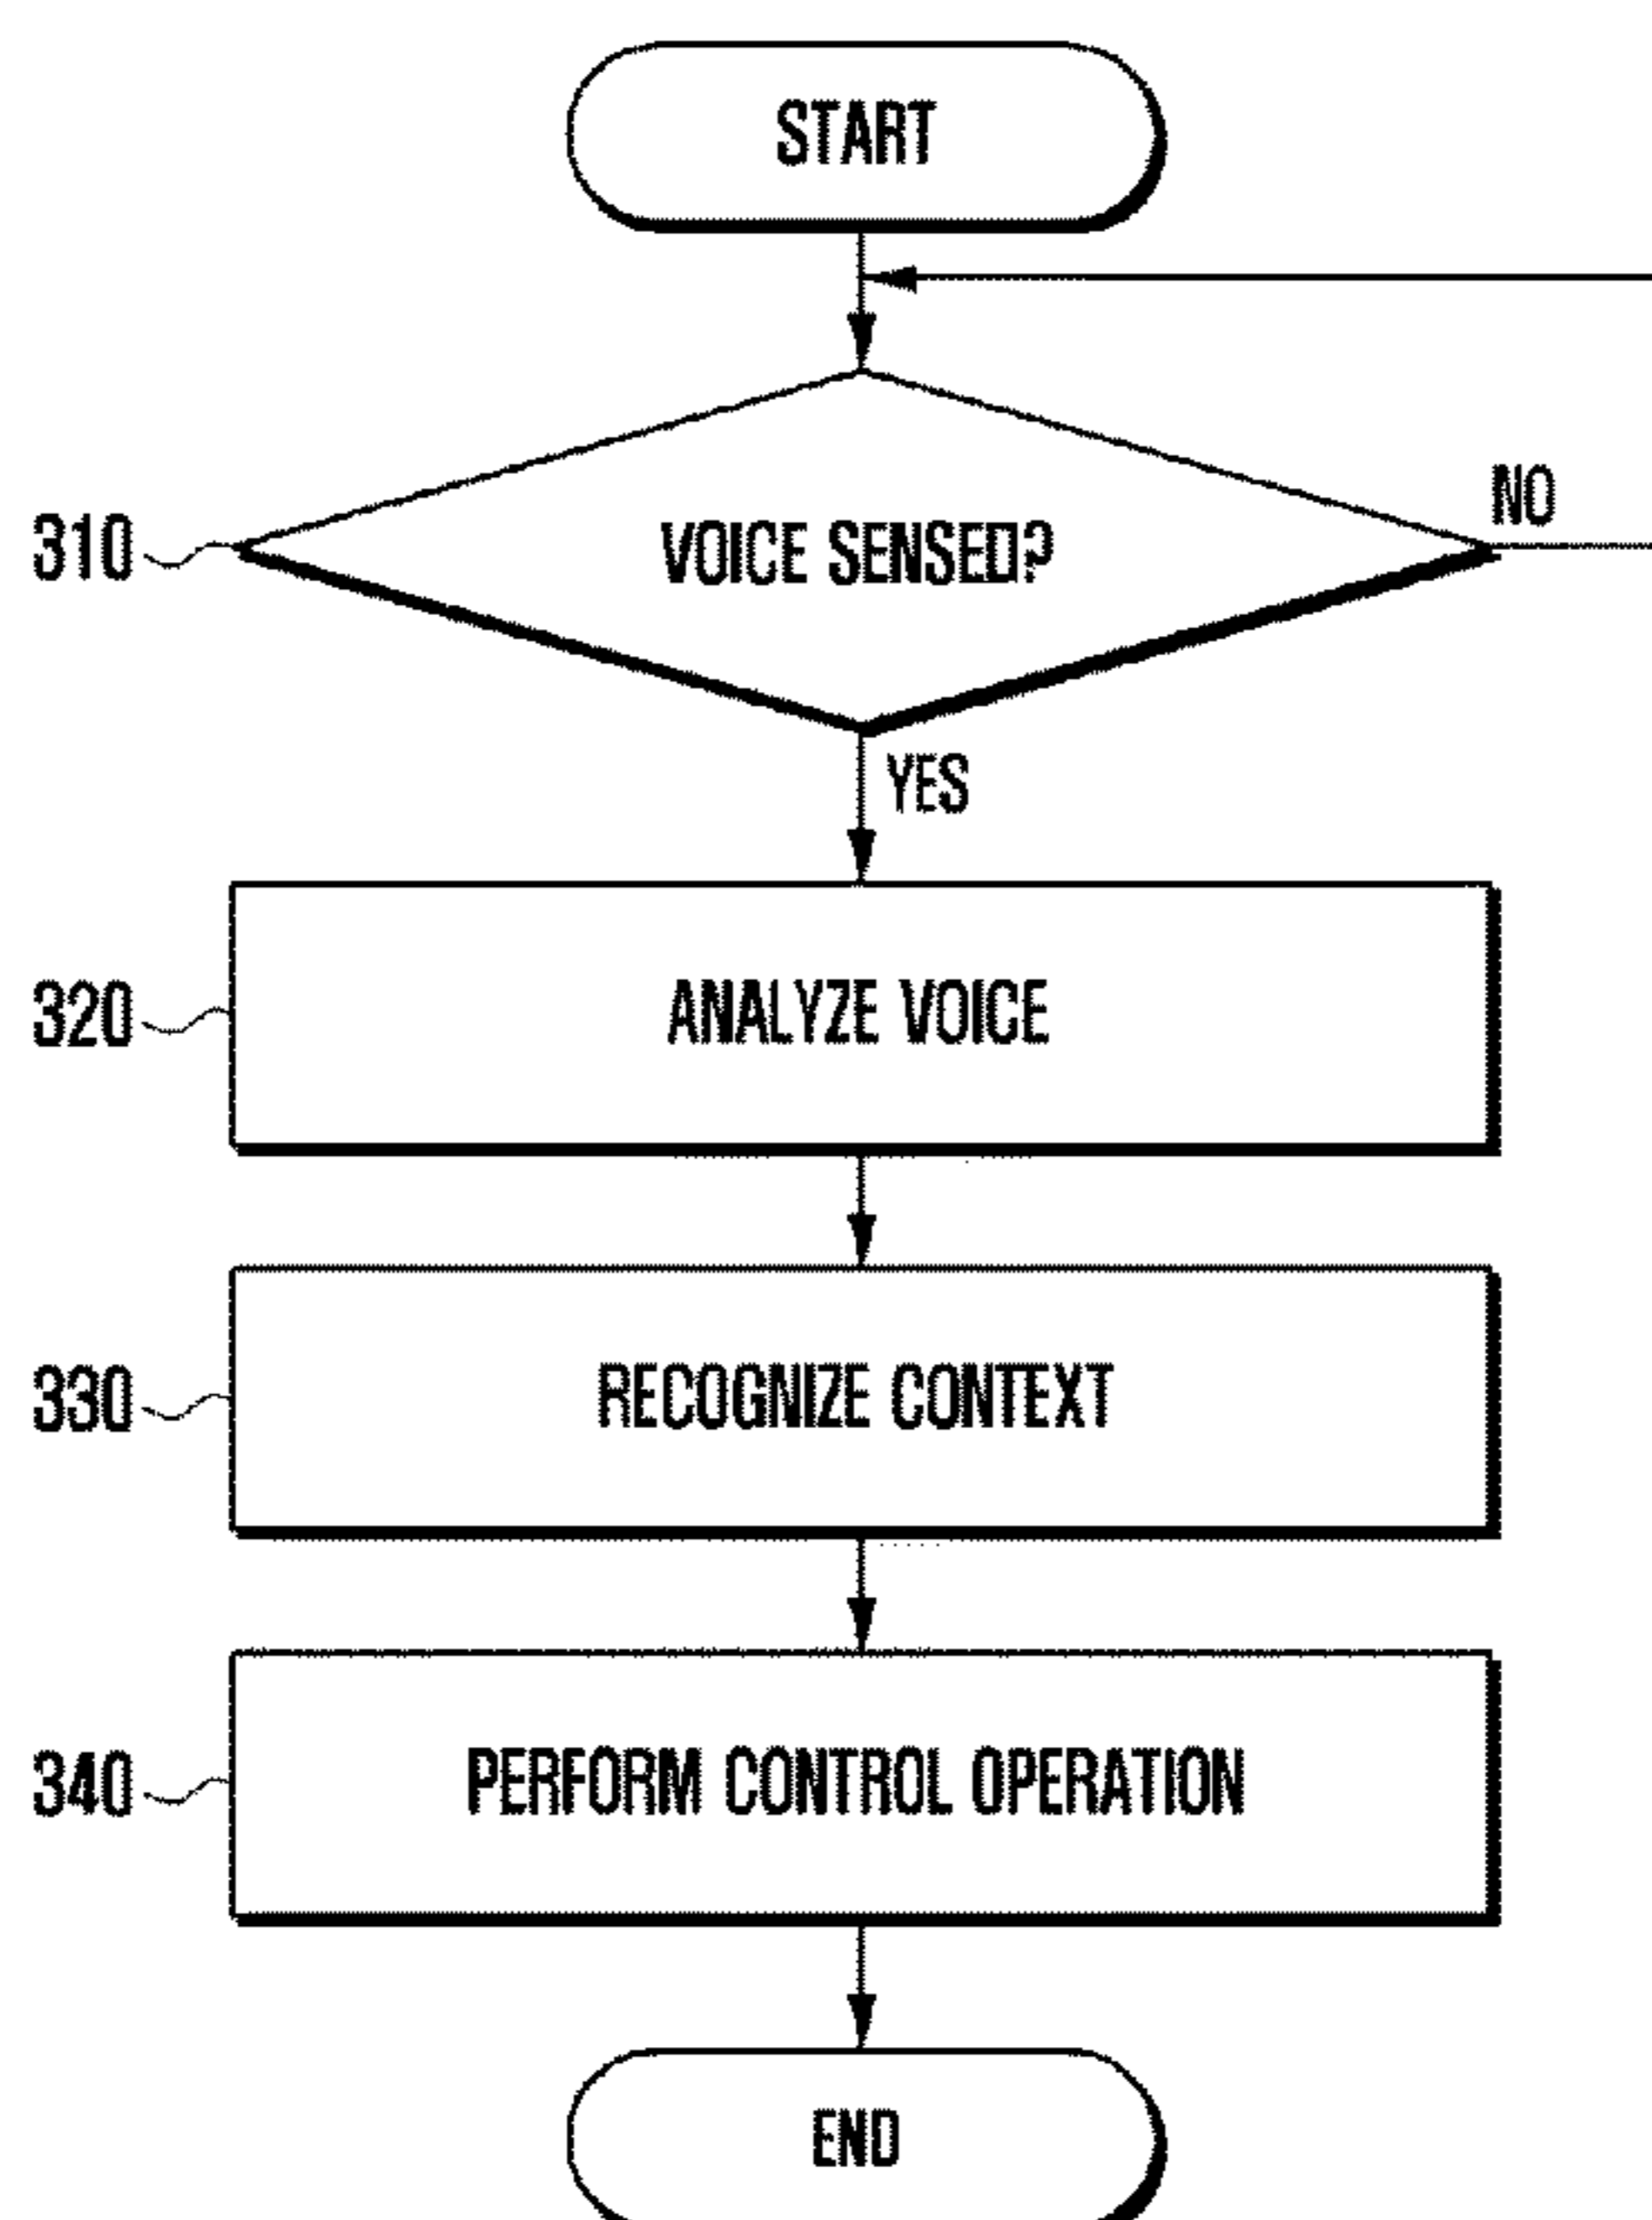 START
310
VOICE SENSED?
NO
YES
320
ANALYZE VOICE
330
RECOGNIZE CONTEXT
340
PERFORM CONTROL OPERATION
END